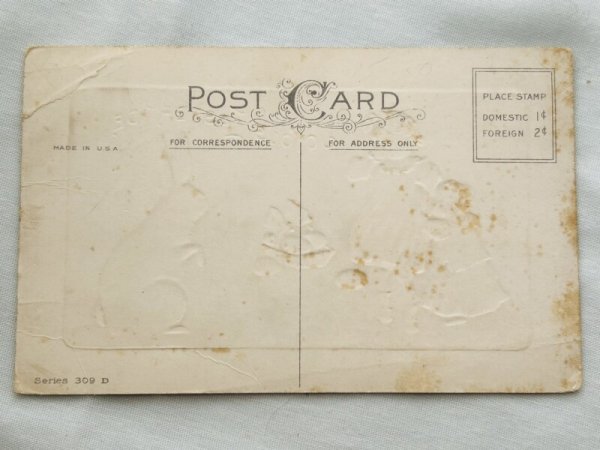 POST CARD
PLACE STAMP
DOMESTIC 1¢
FOREIGN 2¢
MADE IN U.S.A
FOR CORRESPONDENCE
FOR ADDRESS ONLY
Series 309 D